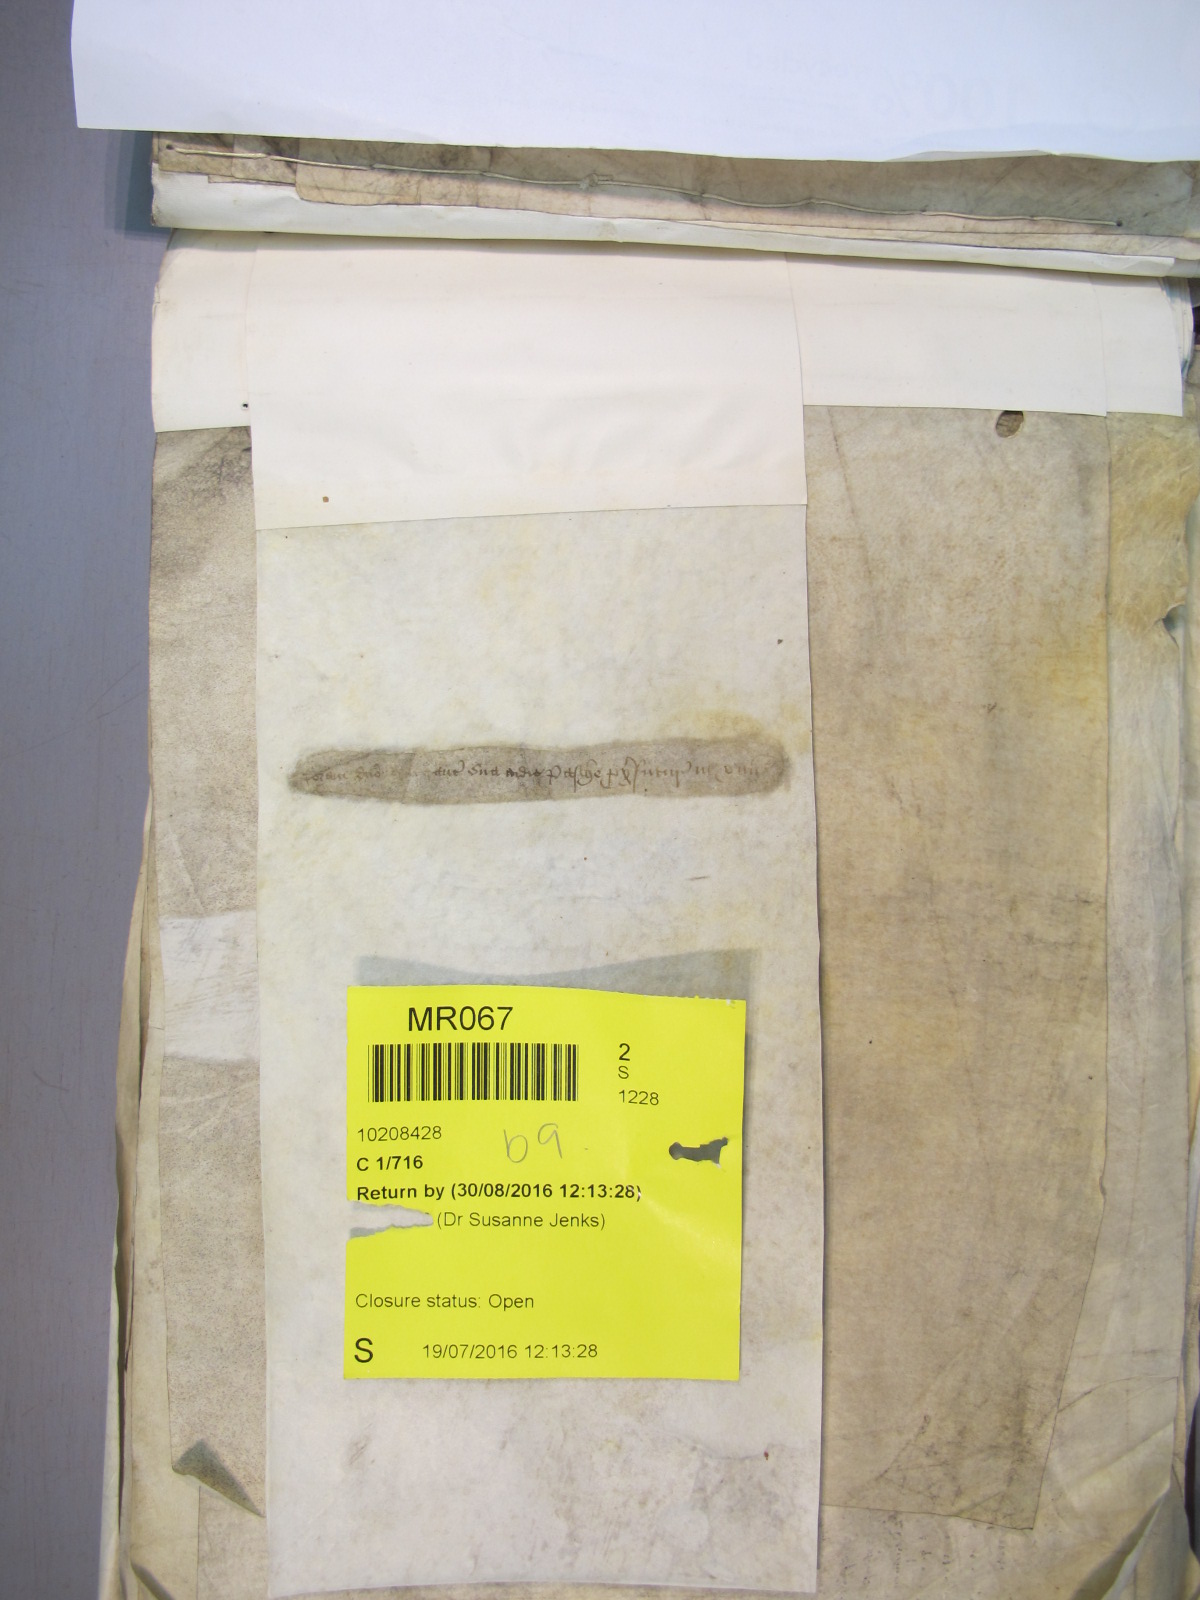 MR067
2
S
1228
10208428
b9
C 1/716
Return by (30/08/2016 12:13:28)
(Dr Susanne Jenks)
Closure status: Open
S 19/07/2016 12:13:28